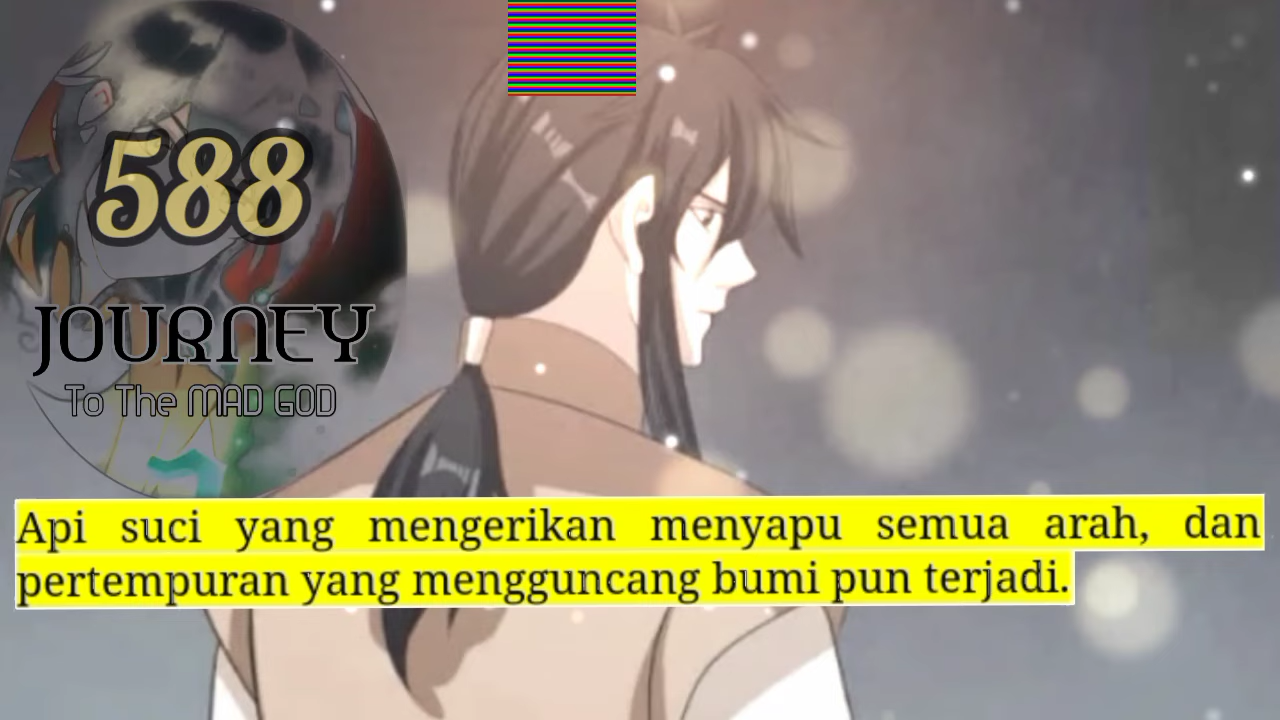 588
JOURNEY
To The MAD GOD
Api suci yang mengerikan menyapu semua arah, dan
pertempuran yang mengguncang bumi pun terjadi.